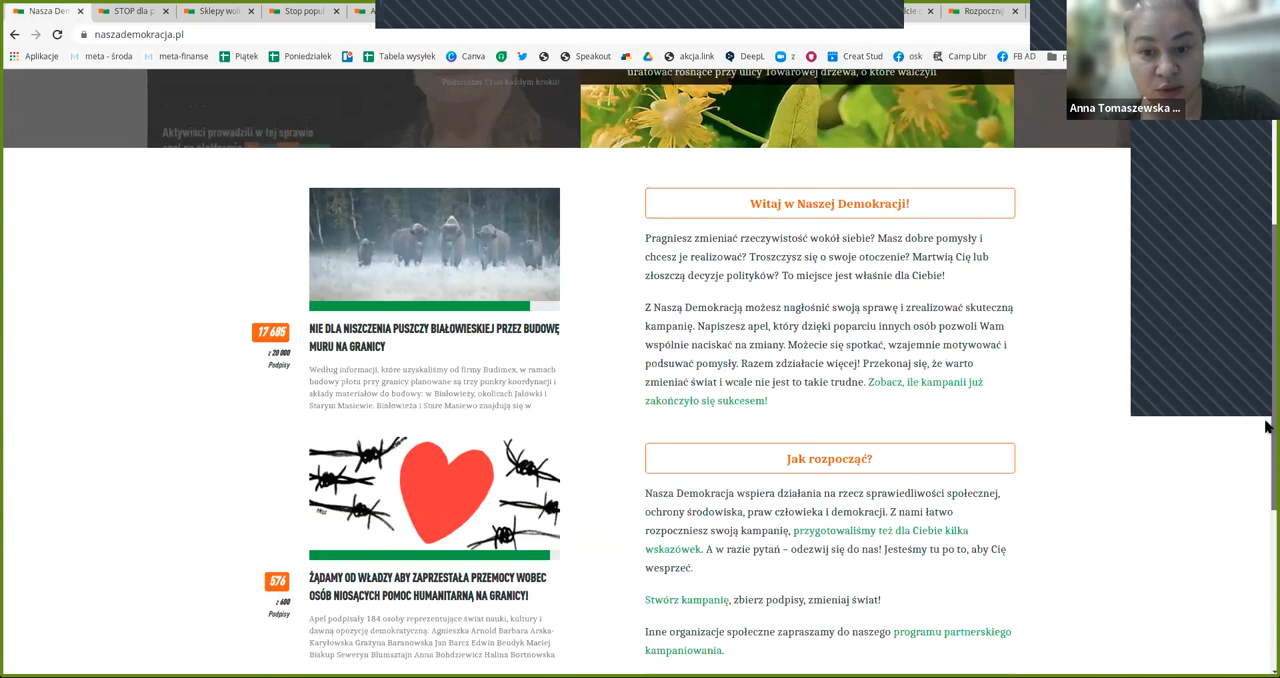 Nasza Den
STOP dla p
Sklepy wol
Stop popul
Rozpocznij
naszademokracja.pl
Aplikacje
meta - środa
meta-finanse
Piątek
Poniedziałek
Tabela wysyłek
Canva
Speakout
akcja.link
DeepL
z
Creat Stud
osk
Camp Libr
FB AD
Anna Tomaszewska ...
uratować rosnące przy ulicy Towarowej drzewa, o które walczyli
Aktywiści prowadzili w tej sprawie
Witaj w Naszej Demokracji!
Pragniesz zmieniać rzeczywistość wokół siebie? Masz dobre pomysły i
chcesz je realizować? Troszczysz się o swoje otoczenie? Martwią Cię lub
złoszczą decyzje polityków? To miejsce jest właśnie dla Ciebie!
Z Naszą Demokracją możesz nagłośnić swoją sprawę i zrealizować skuteczną
kampanię. Napiszesz apel, który dzięki poparciu innych osób pozwoli Wam
wspólnie naciskać na zmiany. Możecie się spotkać, wzajemnie motywować i
podsuwać pomysły. Razem zdziałacie więcej! Przekonaj się, że warto
zmieniać świat i wcale nie jest to takie trudne. Zobacz, ile kampanii już
zakończyło się sukcesem!
17 685
z 20 000
Podpisy
NIE DLA NISZCZENIA PUSZCZY BIAŁOWIESKIEJ PRZEZ BUDOWĘ
MURU NA GRANICY
Według informacji, które uzyskaliśmy od firmy Budimex, w ramach
budowy płota przy granicy planowane są trzy punkty koordynacji i
składy materiałów do budowy: w Białowieży, okolicach Jałówki i
Starym Masiewie. Białowieża i Stare Masiewo znajdują się w
Jak rozpocząć?
Nasza Demokracja wspiera działania na rzecz sprawiedliwości społecznej,
ochrony środowiska, praw człowieka i demokracji. Z nami łatwo
rozpoczniesz swoją kampanię, przygotowaliśmy też dla Ciebie kilka
wskazówek. A w razie pytań – odezwij się do nas! Jesteśmy tu po to, aby Cię
wesprzeć.
Stwórz kampanię, zbierz podpisy, zmieniaj świat!
Inne organizacje społeczne zapraszamy do naszego programu partnerskiego
kampaniowania.
576
z 600
Podpisy
ŻĄDAMY OD WŁADZY ABY ZAPRZESTAŁA PRZEMOCY WOBEC
OSÓB NIOSĄCYCH POMOC HUMANITARNĄ NA GRANICY!
Apel podpisały 184 osoby reprezentujące świat nauki, kultury i
dawną opozycję demokratyczną: Agnieszka Arnold Barbara Arska-
Karyłowska Grażyna Baranowska Jan Barcz Edwin Bendyk Maciej
Biskup Seweryn Blumsztajn Anna Bohdziewicz Halina Bortnowska